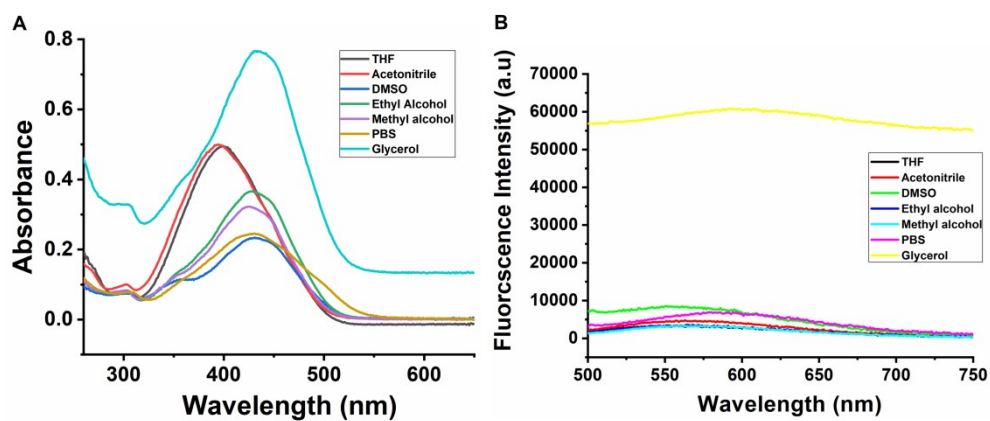 A
Absorbance
0.8
0.6
0.4
0.2
0.0
300
400
500
600
Wavelength (nm)
THF
Acetonitrile
DMSO
Ethyl Alcohol
Methyl alcohol
PBS
Glycerol
B
Fluorcscence Intensity (a.u)
70000
60000
50000
40000
30000
20000
10000
0
500
550
600
650
700
750
Wavelength (nm)
THF
Acetonitrile
DMSO
Ethyl alcohol
Methyl alcohol
PBS
Glycerol